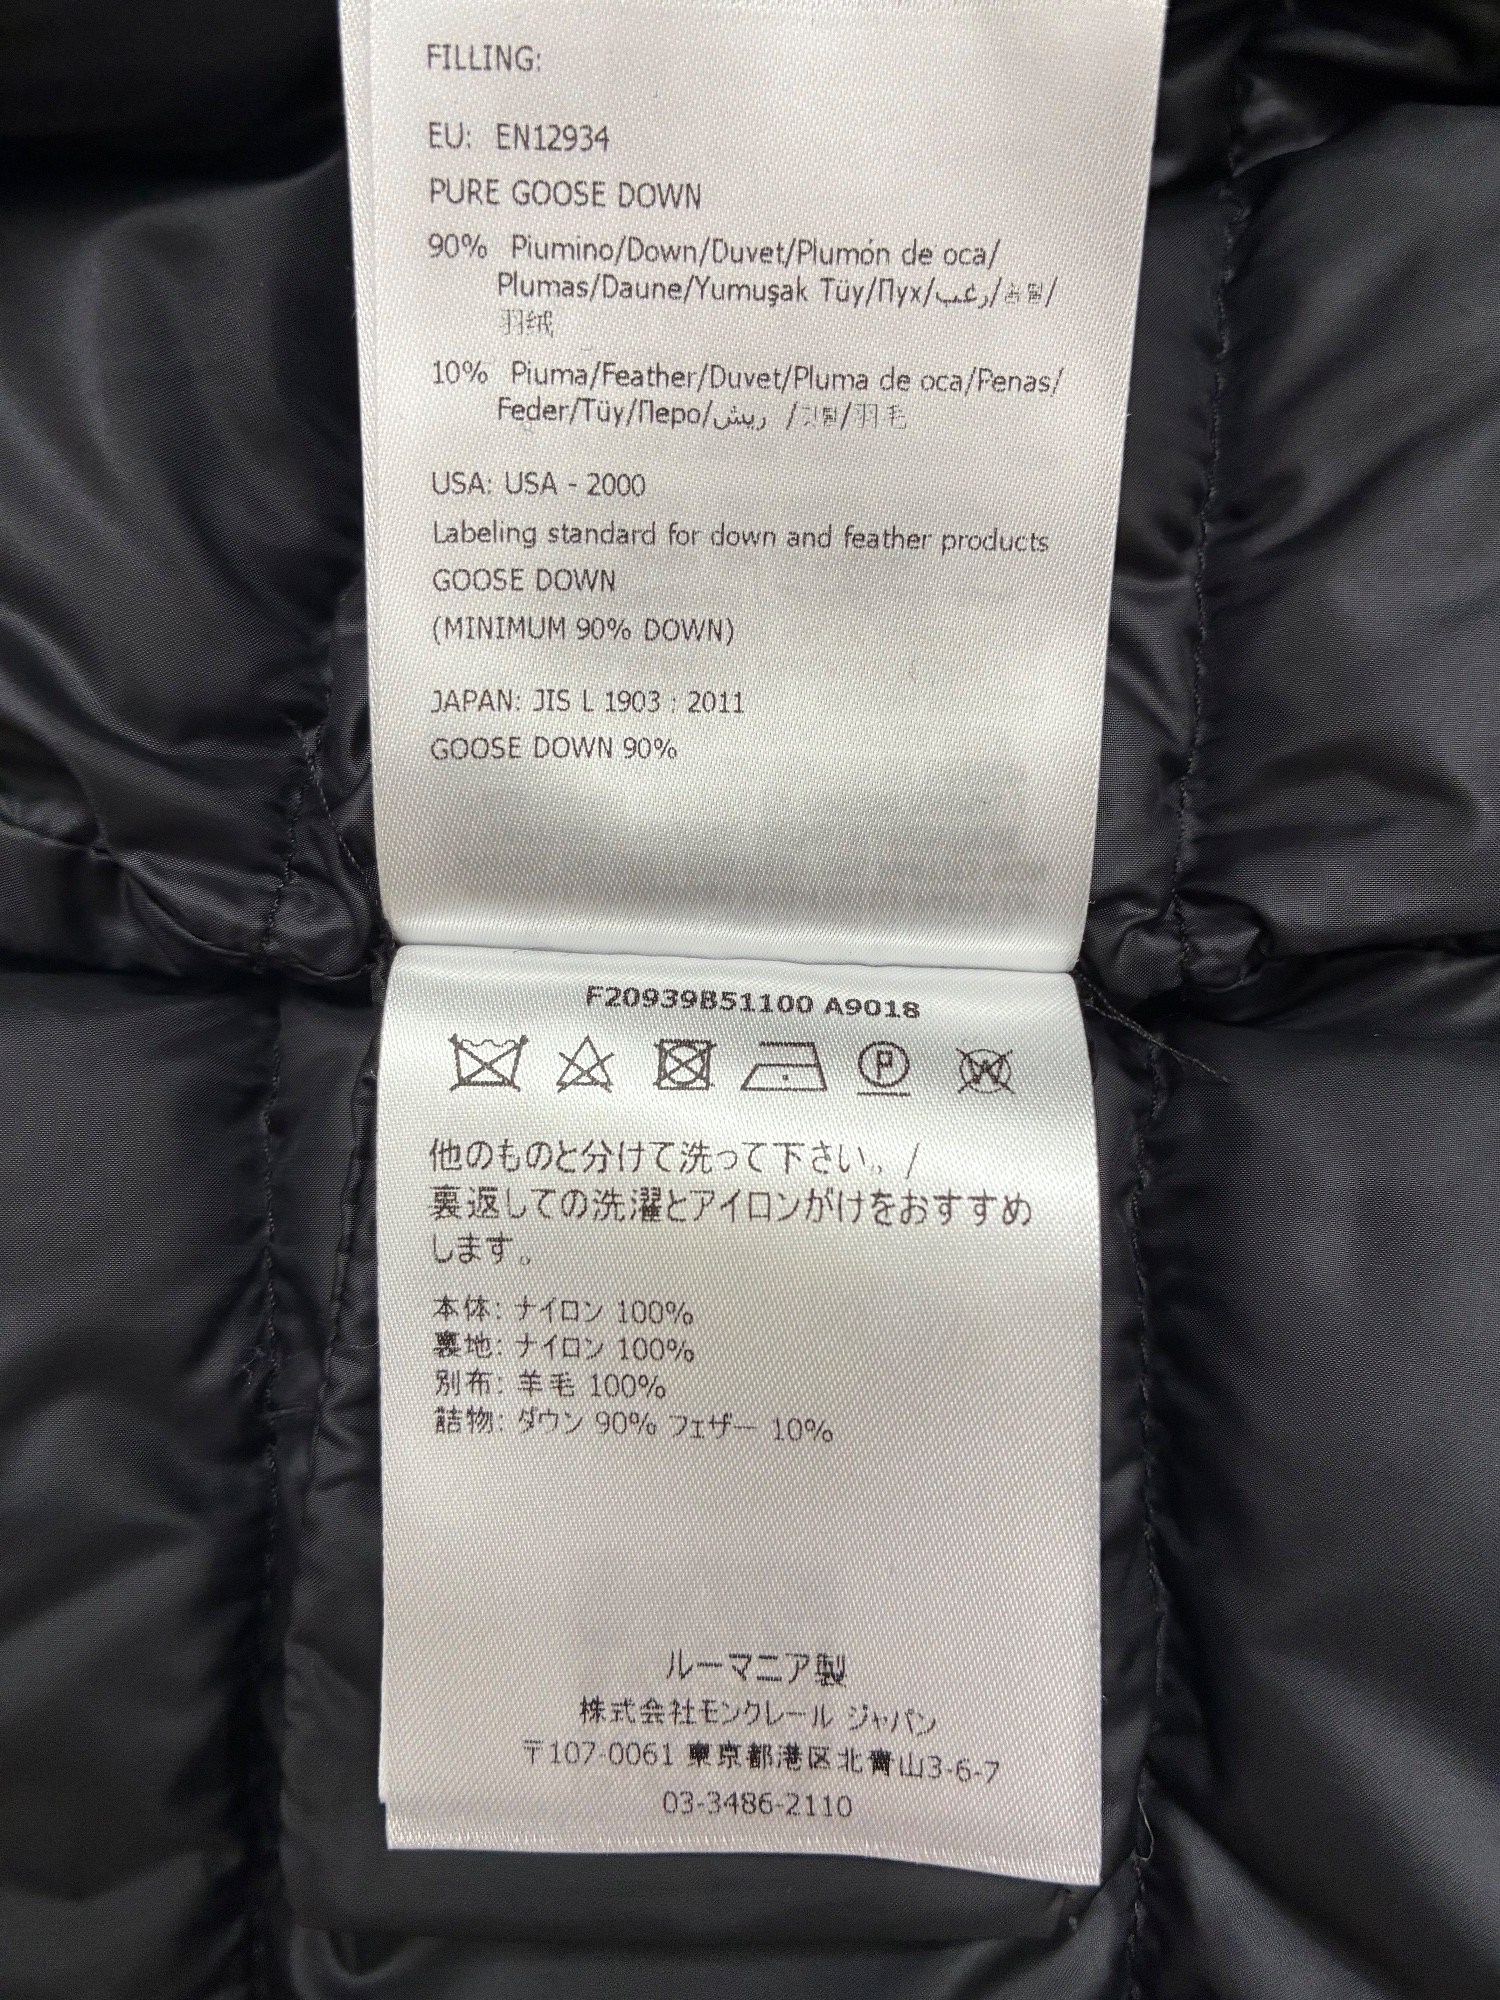 FILLING:
EU: EN12934
PURE GOOSE DOWN
90% Piumino/Down/Duvet/Plumón de oca/
Plumas/Daune/Yumuşak Tüy/Пух/زغب/솜털/
羽绒
10% Piuma/Feather/Duvet/Pluma de oca/Penas/
Feder/Tüy/Перо/ريش /깃털/羽毛
USA: USA - 2000
Labeling standard for down and feather products
GOOSE DOWN
(MINIMUM 90% DOWN)
JAPAN: JIS L 1903 : 2011
GOOSE DOWN 90%
F20939B51100 A9018
P W
他のものと分けて洗って下さい。/
裏返しての洗濯とアイロンがけをおすすめ
します。
本体: ナイロン 100%
裏地: ナイロン 100%
別布: 羊毛 100%
詰物: ダウン 90% フェザー 10%
ルーマニア製
株式会社モンクレール ジャパン
〒107-0061 東京都港区北青山3-6-7
03-3486-2110